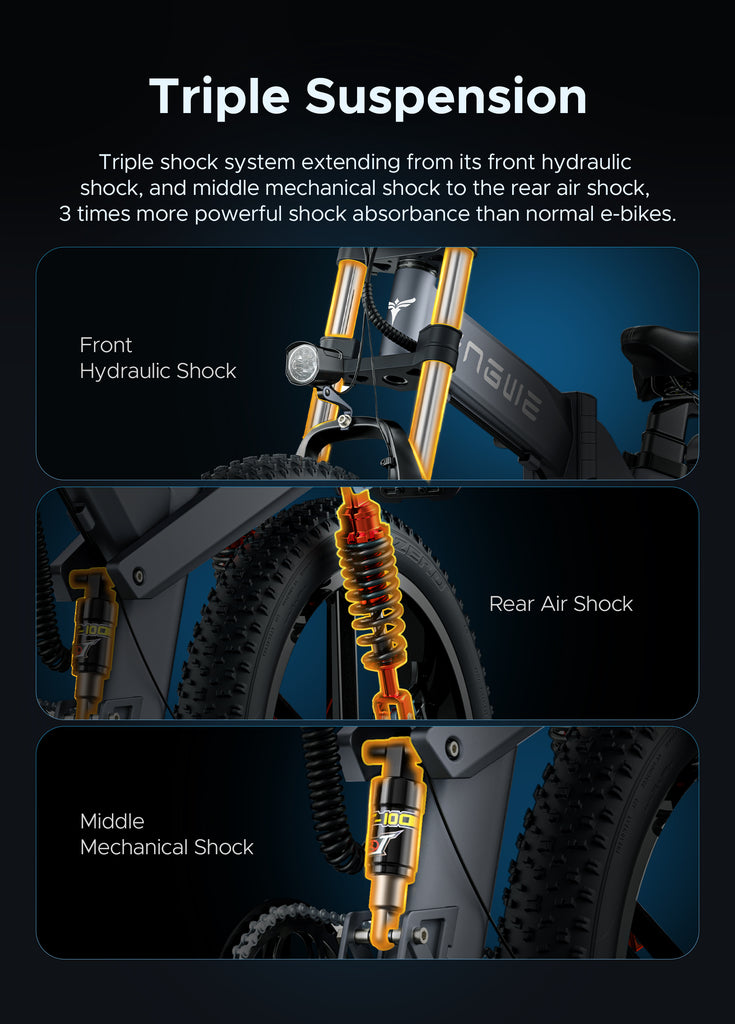 Triple Suspension
Triple shock system extending from its front hydraulic
shock, and middle mechanical shock to the rear air shock,
3 times more powerful shock absorbance than normal e-bikes.
Front
Hydraulic Shock
NGWE
Rear Air Shock
Middle
Mechanical Shock